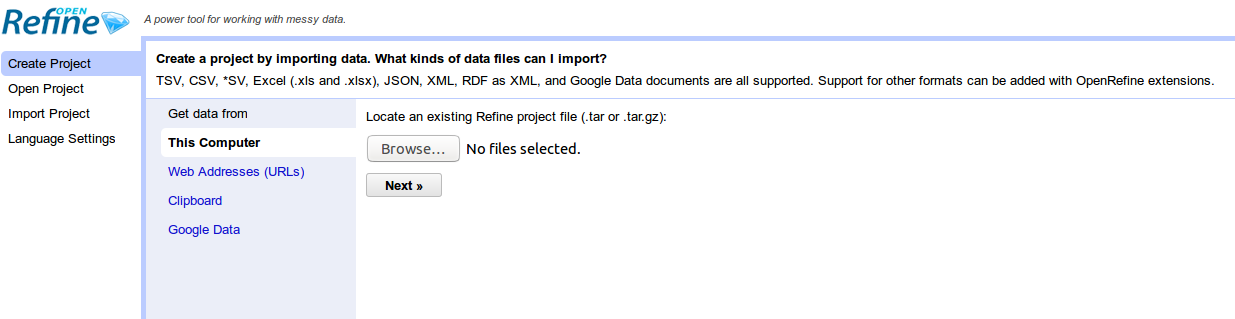 OPEN
Refine
A power tool for working with messy data.
Create Project
Open Project
Import Project
Language Settings
Create a project by importing data. What kinds of data files can I import?
TSV, CSV, *SV, Excel (.xls and .xlsx), JSON, XML, RDF as XML, and Google Data documents are all supported. Support for other formats can be added with OpenRefine extensions.
Get data from
This Computer
Web Addresses (URLs)
Clipboard
Google Data
Locate an existing Refine project file (.tar or .tar.gz):
Browse... No files selected.
Next »